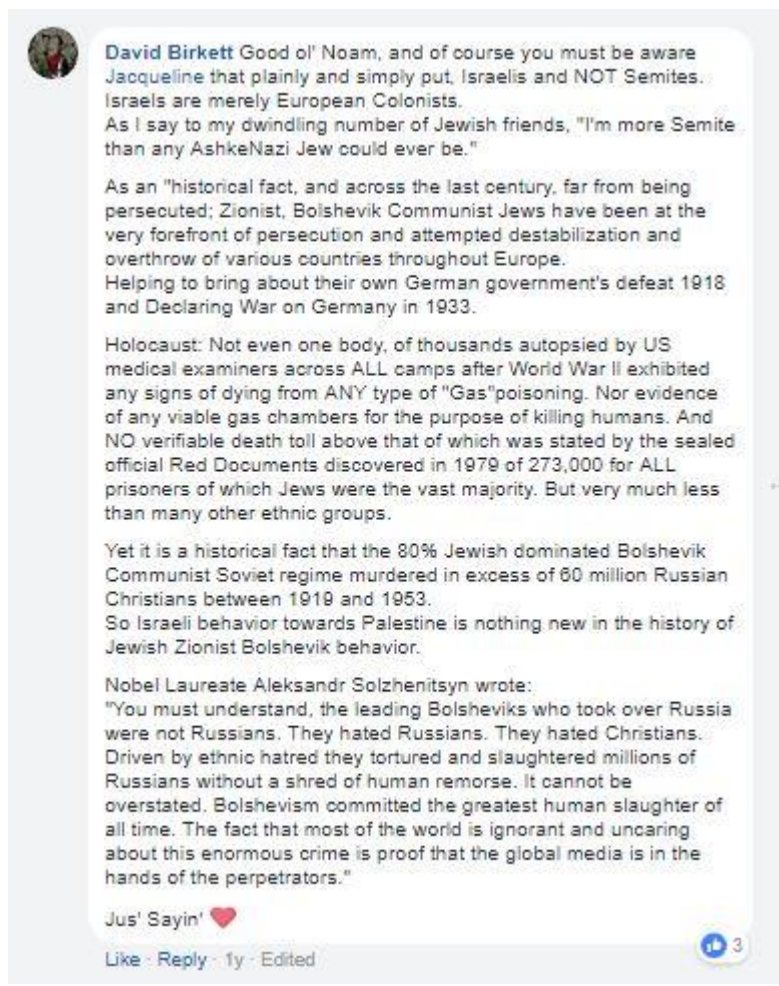 David Birkett Good ol' Noam, and of course you must be aware
Jacqueline that plainly and simply put, Israelis and NOT Semites.
Israels are merely European Colonists.
As I say to my dwindling number of Jewish friends, "I'm more Semite
than any AshkeNazi Jew could ever be."
As an "historical fact, and across the last century, far from being
persecuted; Zionist, Bolshevik Communist Jews have been at the
very forefront of persecution and attempted destabilization and
overthrow of various countries throughout Europe.
Helping to bring about their own German government's defeat 1918
and Declaring War on Germany in 1933.
Holocaust: Not even one body, of thousands autopsied by US
medical examiners across ALL camps after World War II exhibited
any signs of dying from ANY type of "Gas"poisoning. Nor evidence
of any viable gas chambers for the purpose of killing humans. And
NO verifiable death toll above that of which was stated by the sealed
official Red Documents discovered in 1979 of 273,000 for ALL
prisoners of which Jews were the vast majority. But very much less
than many other ethnic groups.
Yet it is a historical fact that the 80% Jewish dominated Bolshevik
Communist Soviet regime murdered in excess of 60 million Russian
Christians between 1919 and 1953.
So Israeli behavior towards Palestine is nothing new in the history of
Jewish Zionist Bolshevik behavior.
Nobel Laureate Aleksandr Solzhenitsyn wrote:
"You must understand, the leading Bolsheviks who took over Russia
were not Russians. They hated Russians. They hated Christians.
Driven by ethnic hatred they tortured and slaughtered millions of
Russians without a shred of human remorse. It cannot be
overstated. Bolshevism committed the greatest human slaughter of
all time. The fact that most of the world is ignorant and uncaring
about this enormous crime is proof that the global media is in the
hands of the perpetrators."
Jus' Sayin' ❤
3
Like · Reply · 1y · Edited